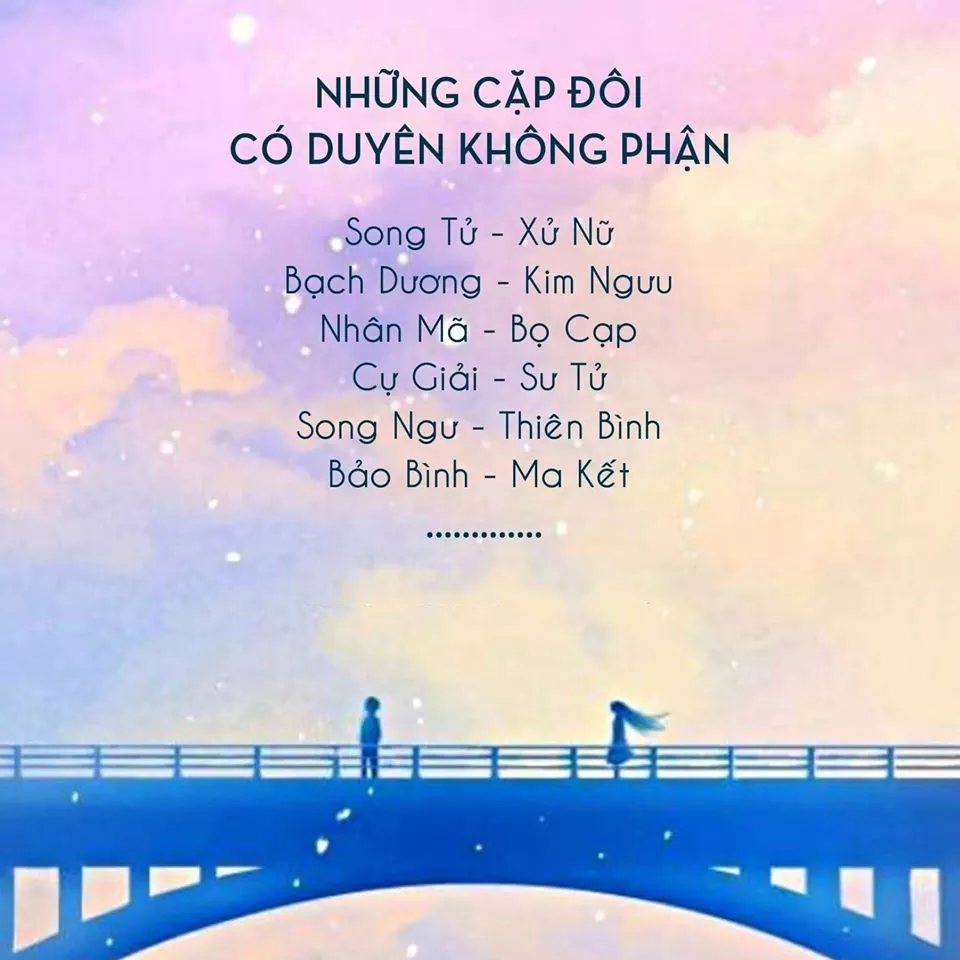 NHỮNG CẶP ĐÔI
CÓ DUYÊN KHÔNG PHẬN
Song Tử - Xử Nữ
Bạch Dương - Kim Ngưu
Nhân Mã - Bọ Cạp
Cự Giải - Sư Tử
Song Ngư - Thiên Bình
Bảo Bình - Ma Kết
.............